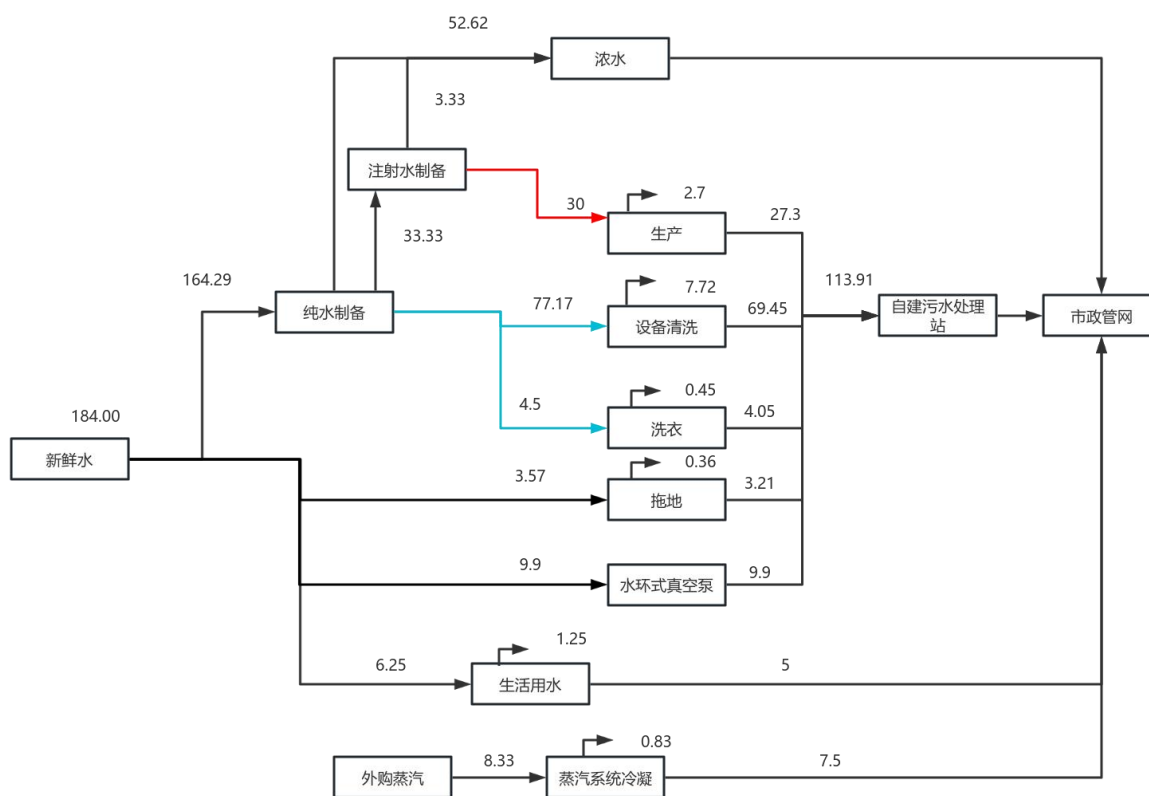 52.62
浓水
3.33
注射水制备
30
2.7
生产
27.3
33.33
164.29
纯水制备
77.17
7.72
设备清洗
69.45
113.91
自建污水处理
站
市政管网
184.00
新鲜水
4.5
0.45
洗衣
4.05
3.57
0.36
拖地
3.21
9.9
水环式真空泵
9.9
6.25
1.25
生活用水
5
外购蒸汽
8.33
0.83
蒸汽系统冷凝
7.5